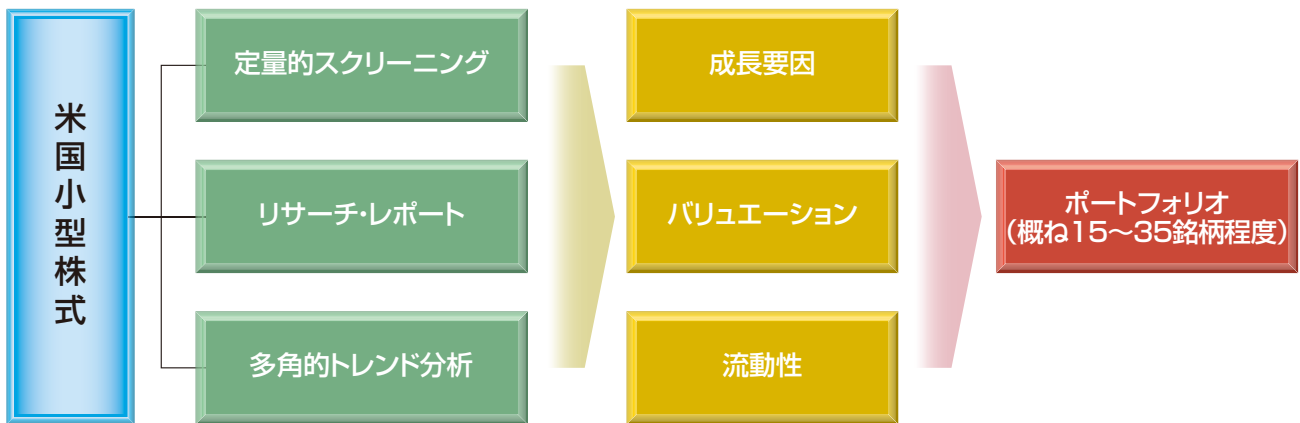 米国小型株式
定量的スクリーニング
リサーチ・レポート
多角的トレンド分析
成長要因
バリュエーション
流動性
ポートフォリオ
(概ね15〜35銘柄程度)